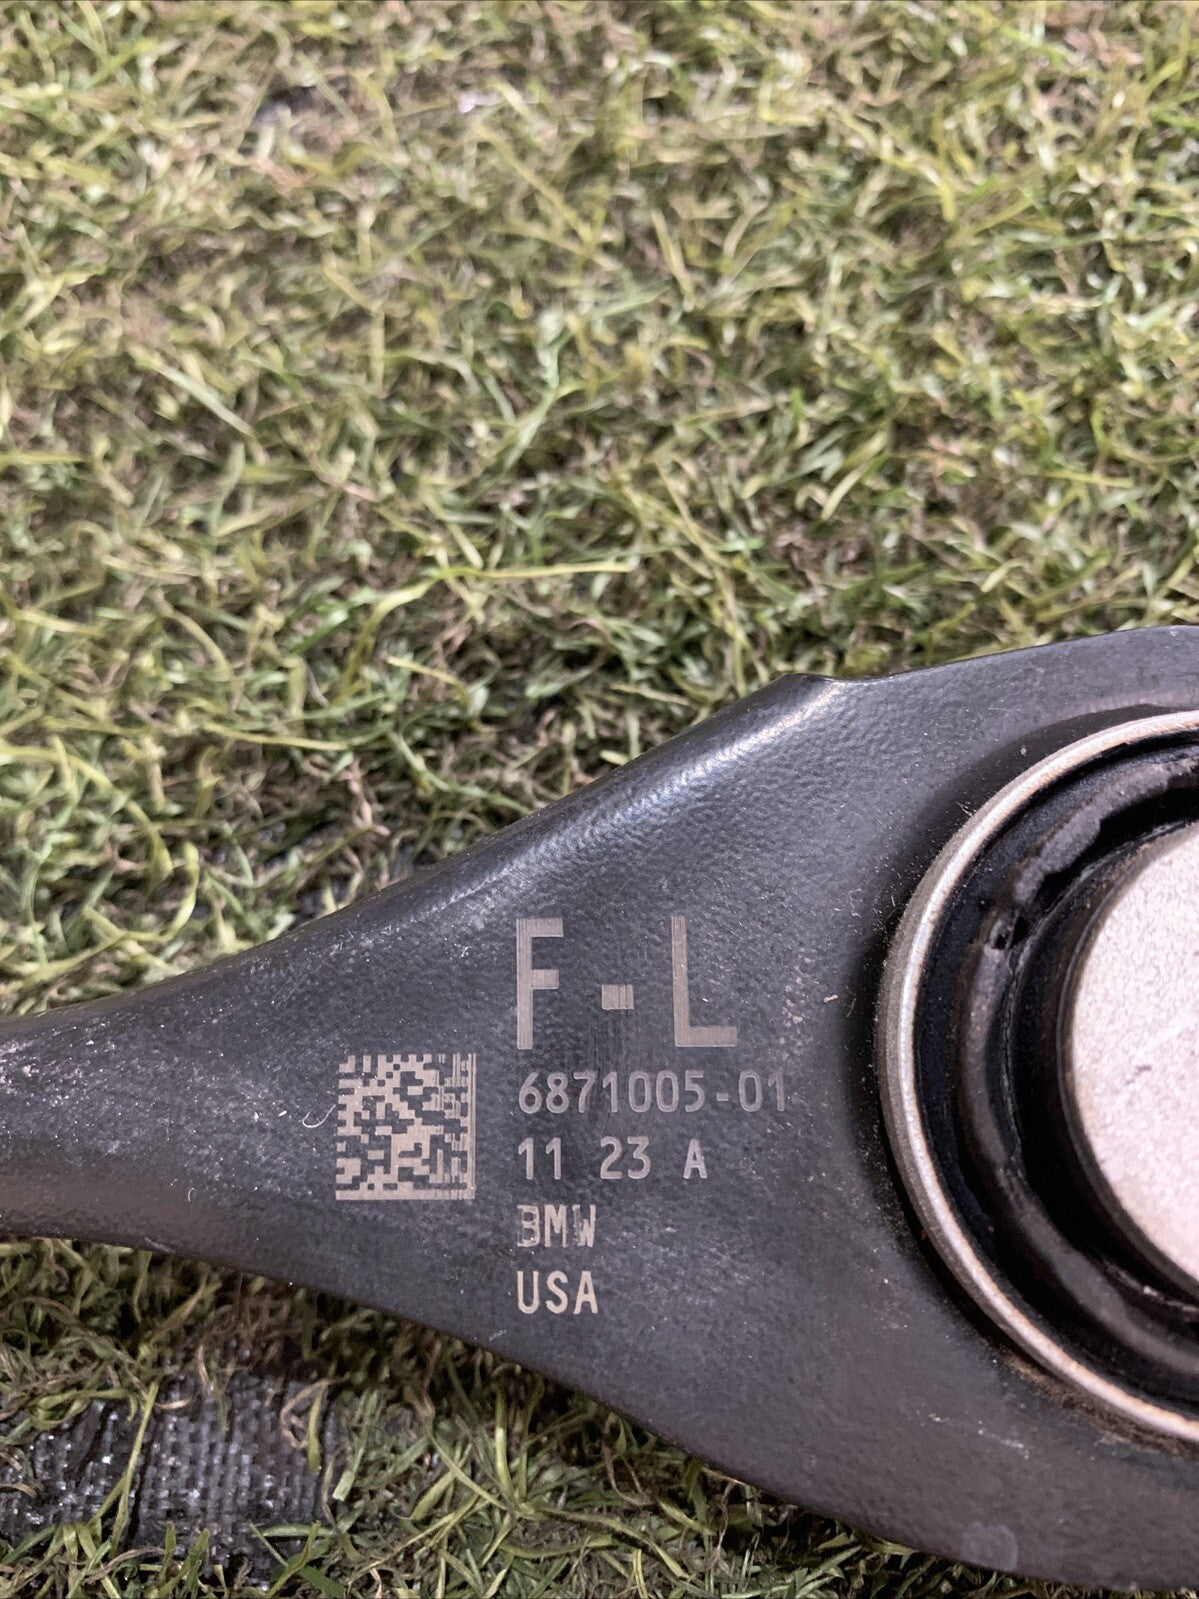 F-L
6871005-01
11 23 A
BMW
USA